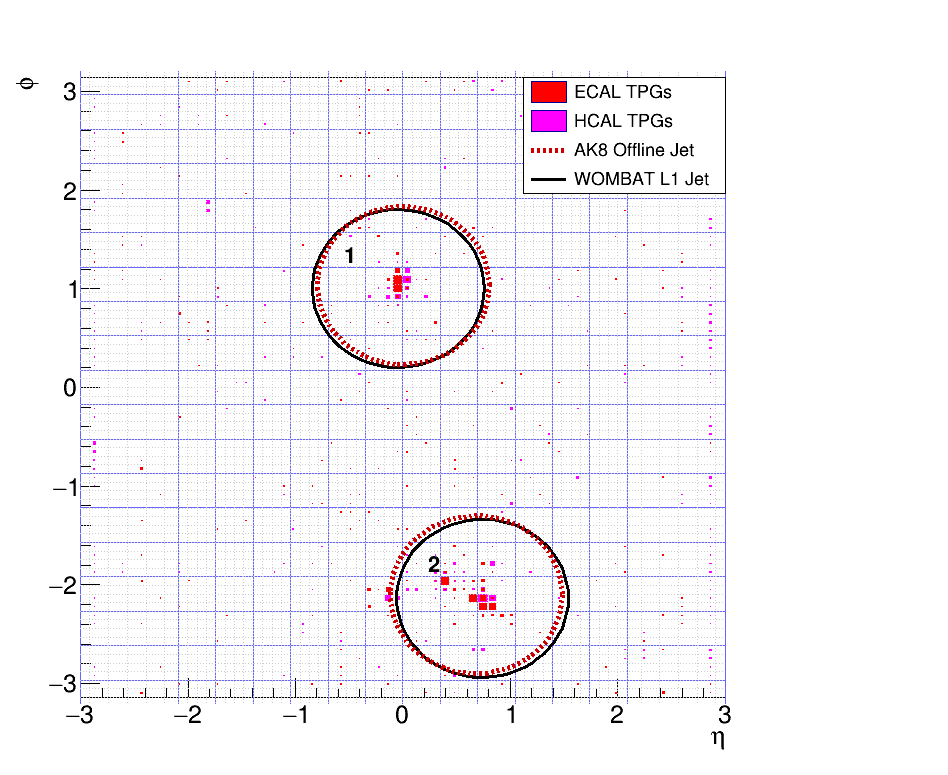 ϕ
3
ECAL TPGs
HCAL TPGs
AK8 Offline Jet
WOMBAT L1 Jet
2
1
1
0
−1
2
−2
−3
−3 −2 −1 0 1 2 3
η